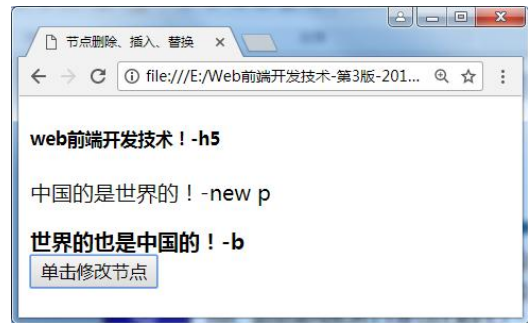 节点删除、插入、替换
file:///E:/Web前端开发技术-第3版-201...
web前端开发技术！-h5
中国的是世界的！-new p
世界的也是中国的！-b
单击修改节点